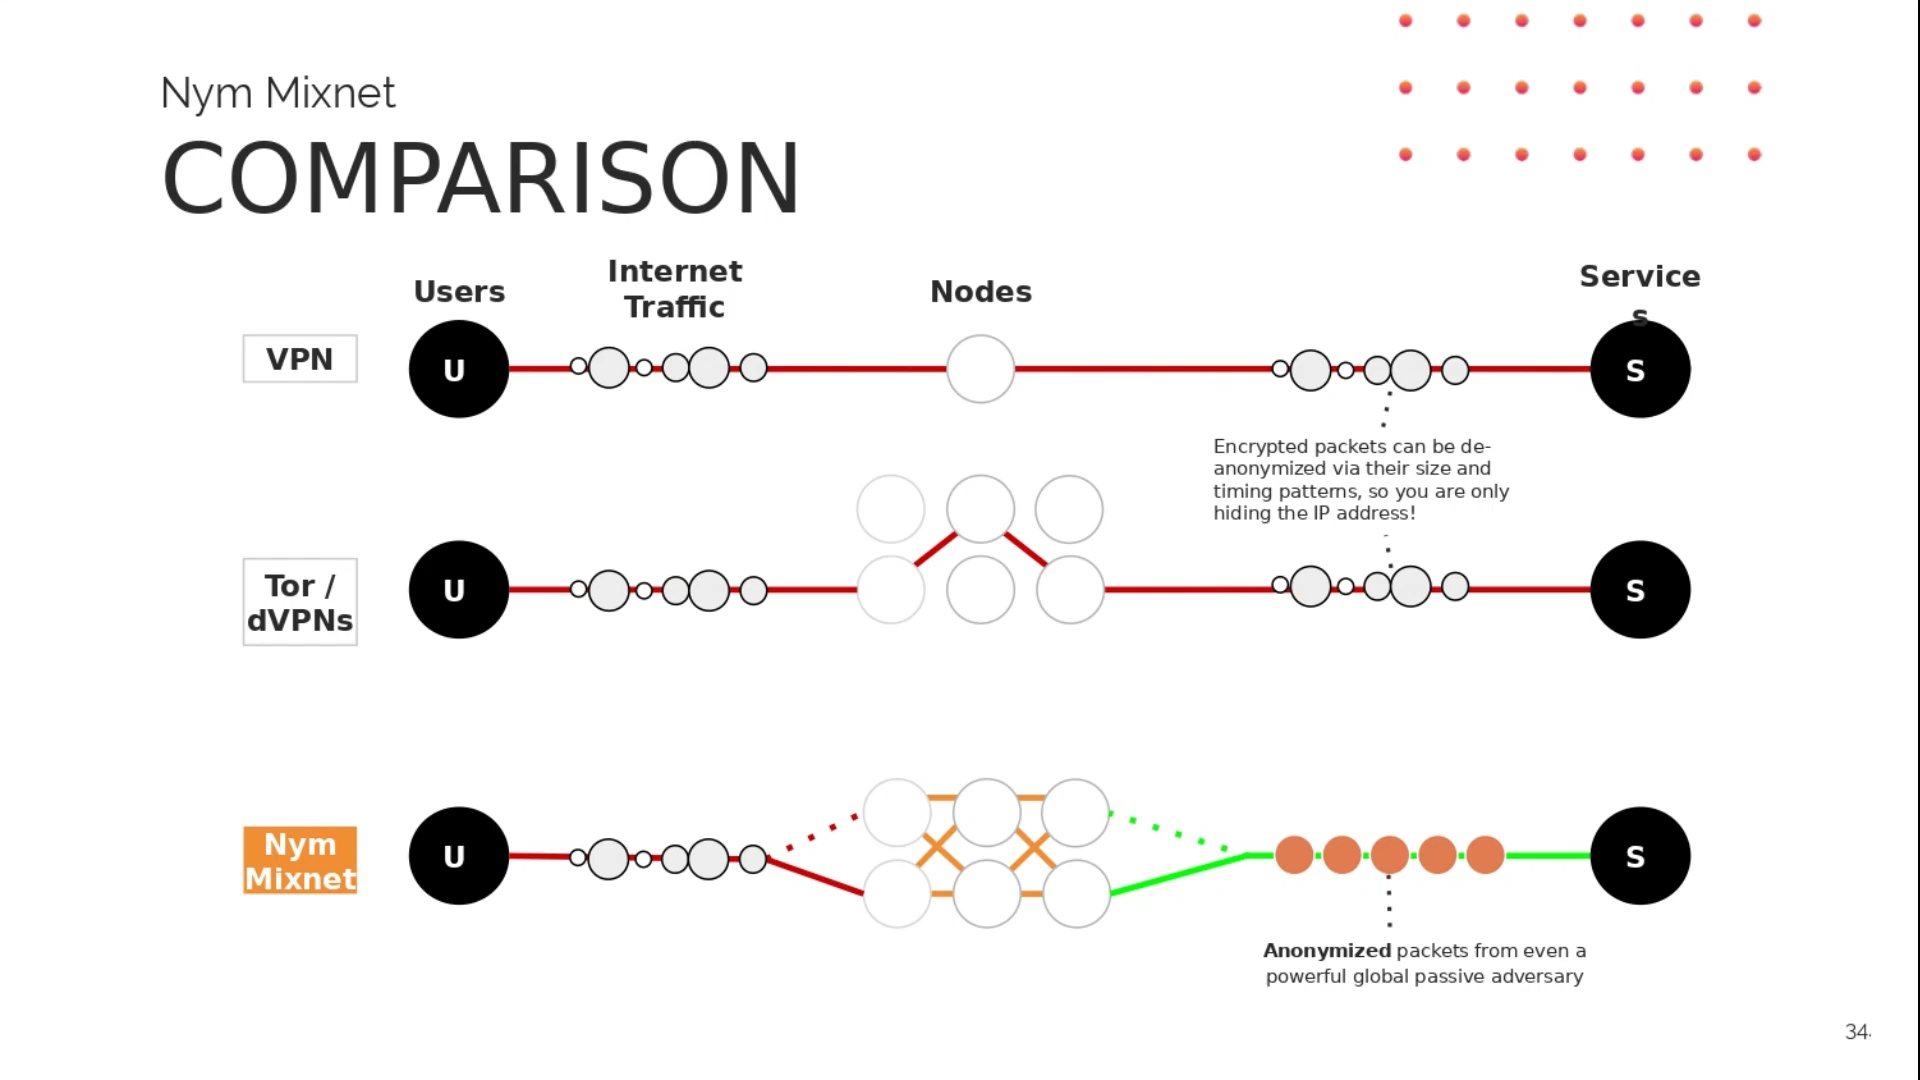 Nym Mixnet
COMPARISON
Users
Internet
Traffic
Nodes
Service
s
VPN
U
S
Encrypted packets can be de-
anonymized via their size and
timing patterns, so you are only
hiding the IP address!
Tor /
dVPNs
U
S
Nym
Mixnet
U
S
Anonymized packets from even a
powerful global passive adversary
34.